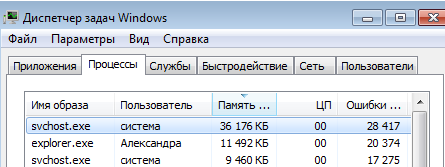 Диспетчер задач Windows
Файл Параметры Вид Справка
Приложения Процессы Службы Быстродействие Сеть Пользователи
Имя образа Пользователь Память ... ЦП Ошибки ...
svchost.exe система 36 176 КБ 00 28 417
explorer.exe Александра 11 492 КБ 00 20 374
svchost.exe система 9 460 КБ 00 17 275